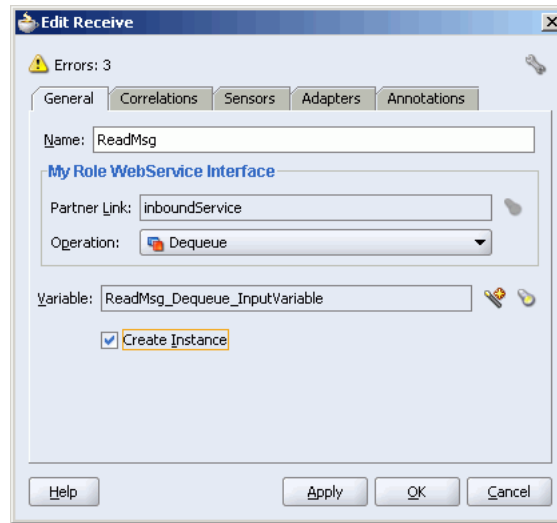 Edit Receive
Errors: 3
General Correlations Sensors Adapters Annotations
Name: ReadMsg
My Role WebService Interface
Partner Link: inboundService
Operation: Dequeue
Variable: ReadMsg_Dequeue_InputVariable
Create Instance
Help Apply OK Cancel